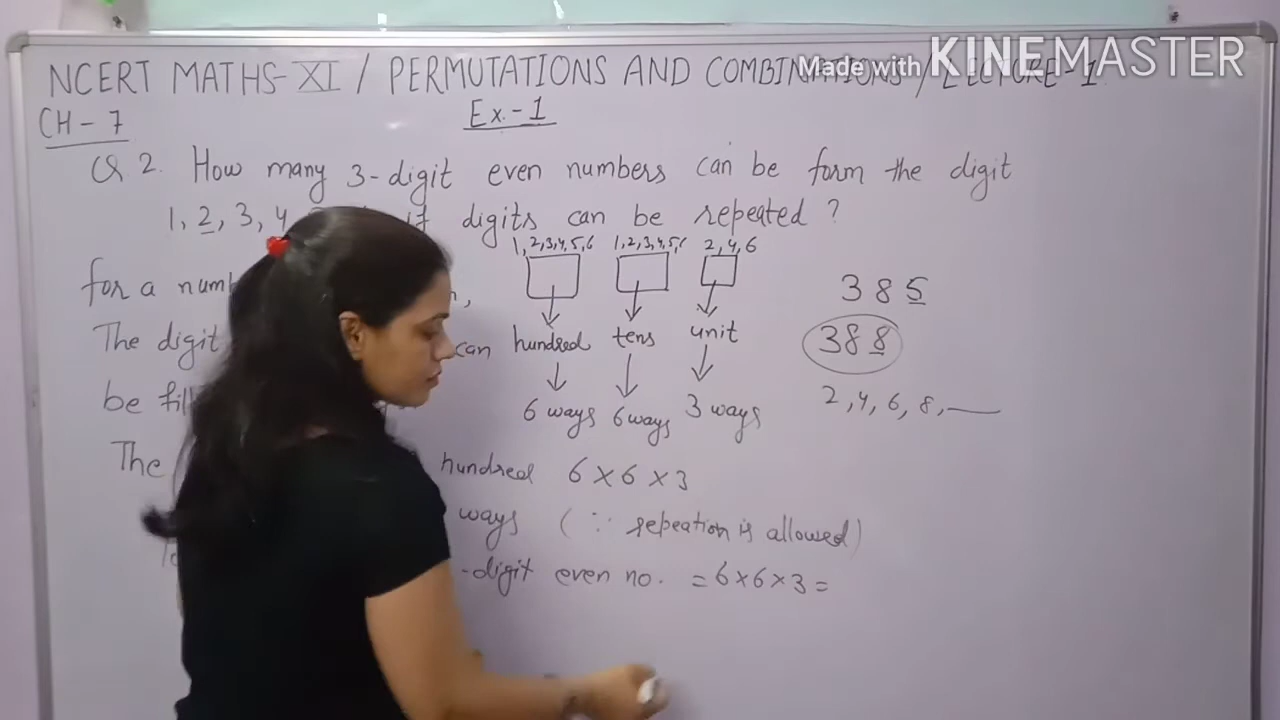 NCERT MATHS-XI / PERMUTATIONS AND COMBINATIONS / LECTURE-1
Made with KINEMASTER
CH - 7
Ex.-1
Q 2. How many 3-digit even numbers can be form the digit
1, 2, 3, 4, if digits can be repeated ?
1,2,3,4,5,6 1,2,3,4,5,6 2,4,6
for a numb
385
The digit can hundred tens unit
388
be fill
6 ways 6 ways 3 ways
2, 4, 6, 8, —
The hundred 6 × 6 × 3
ways (∵ repeation is allowed)
-digit even no. = 6×6×3 =